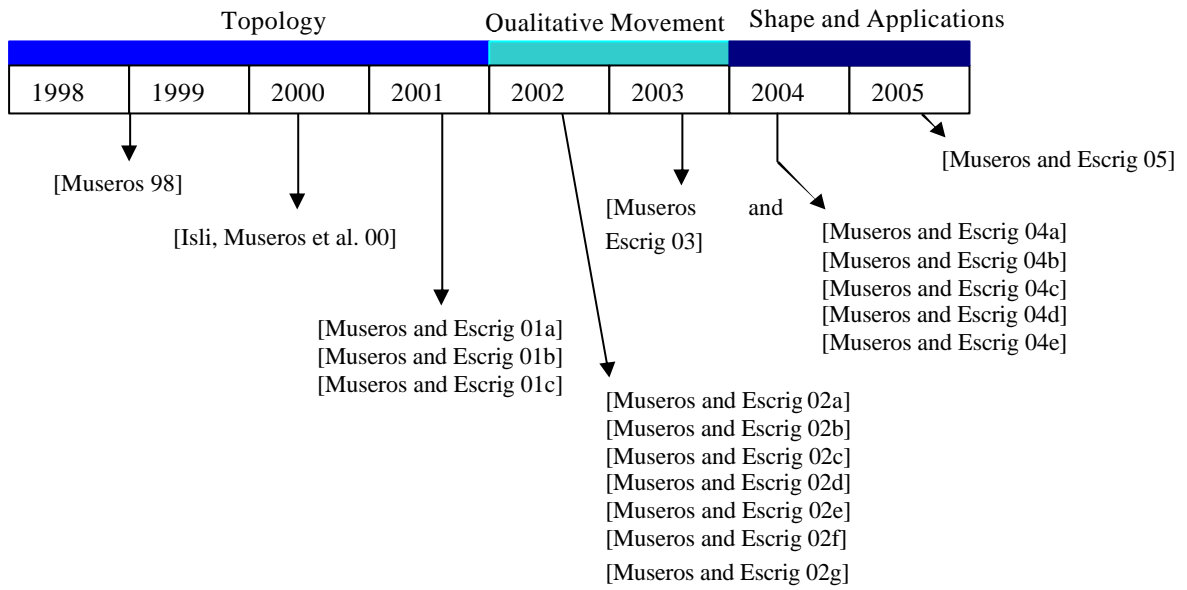 Topology
Qualitative Movement
Shape and Applications
1998 1999 2000 2001 2002 2003 2004 2005
[Museros 98]
[Isli, Museros et al. 00]
[Museros and Escrig 01a]
[Museros and Escrig 01b]
[Museros and Escrig 01c]
[Museros and Escrig 02a]
[Museros and Escrig 02b]
[Museros and Escrig 02c]
[Museros and Escrig 02d]
[Museros and Escrig 02e]
[Museros and Escrig 02f]
[Museros and Escrig 02g]
[Museros and
Escrig 03]
[Museros and Escrig 04a]
[Museros and Escrig 04b]
[Museros and Escrig 04c]
[Museros and Escrig 04d]
[Museros and Escrig 04e]
[Museros and Escrig 05]